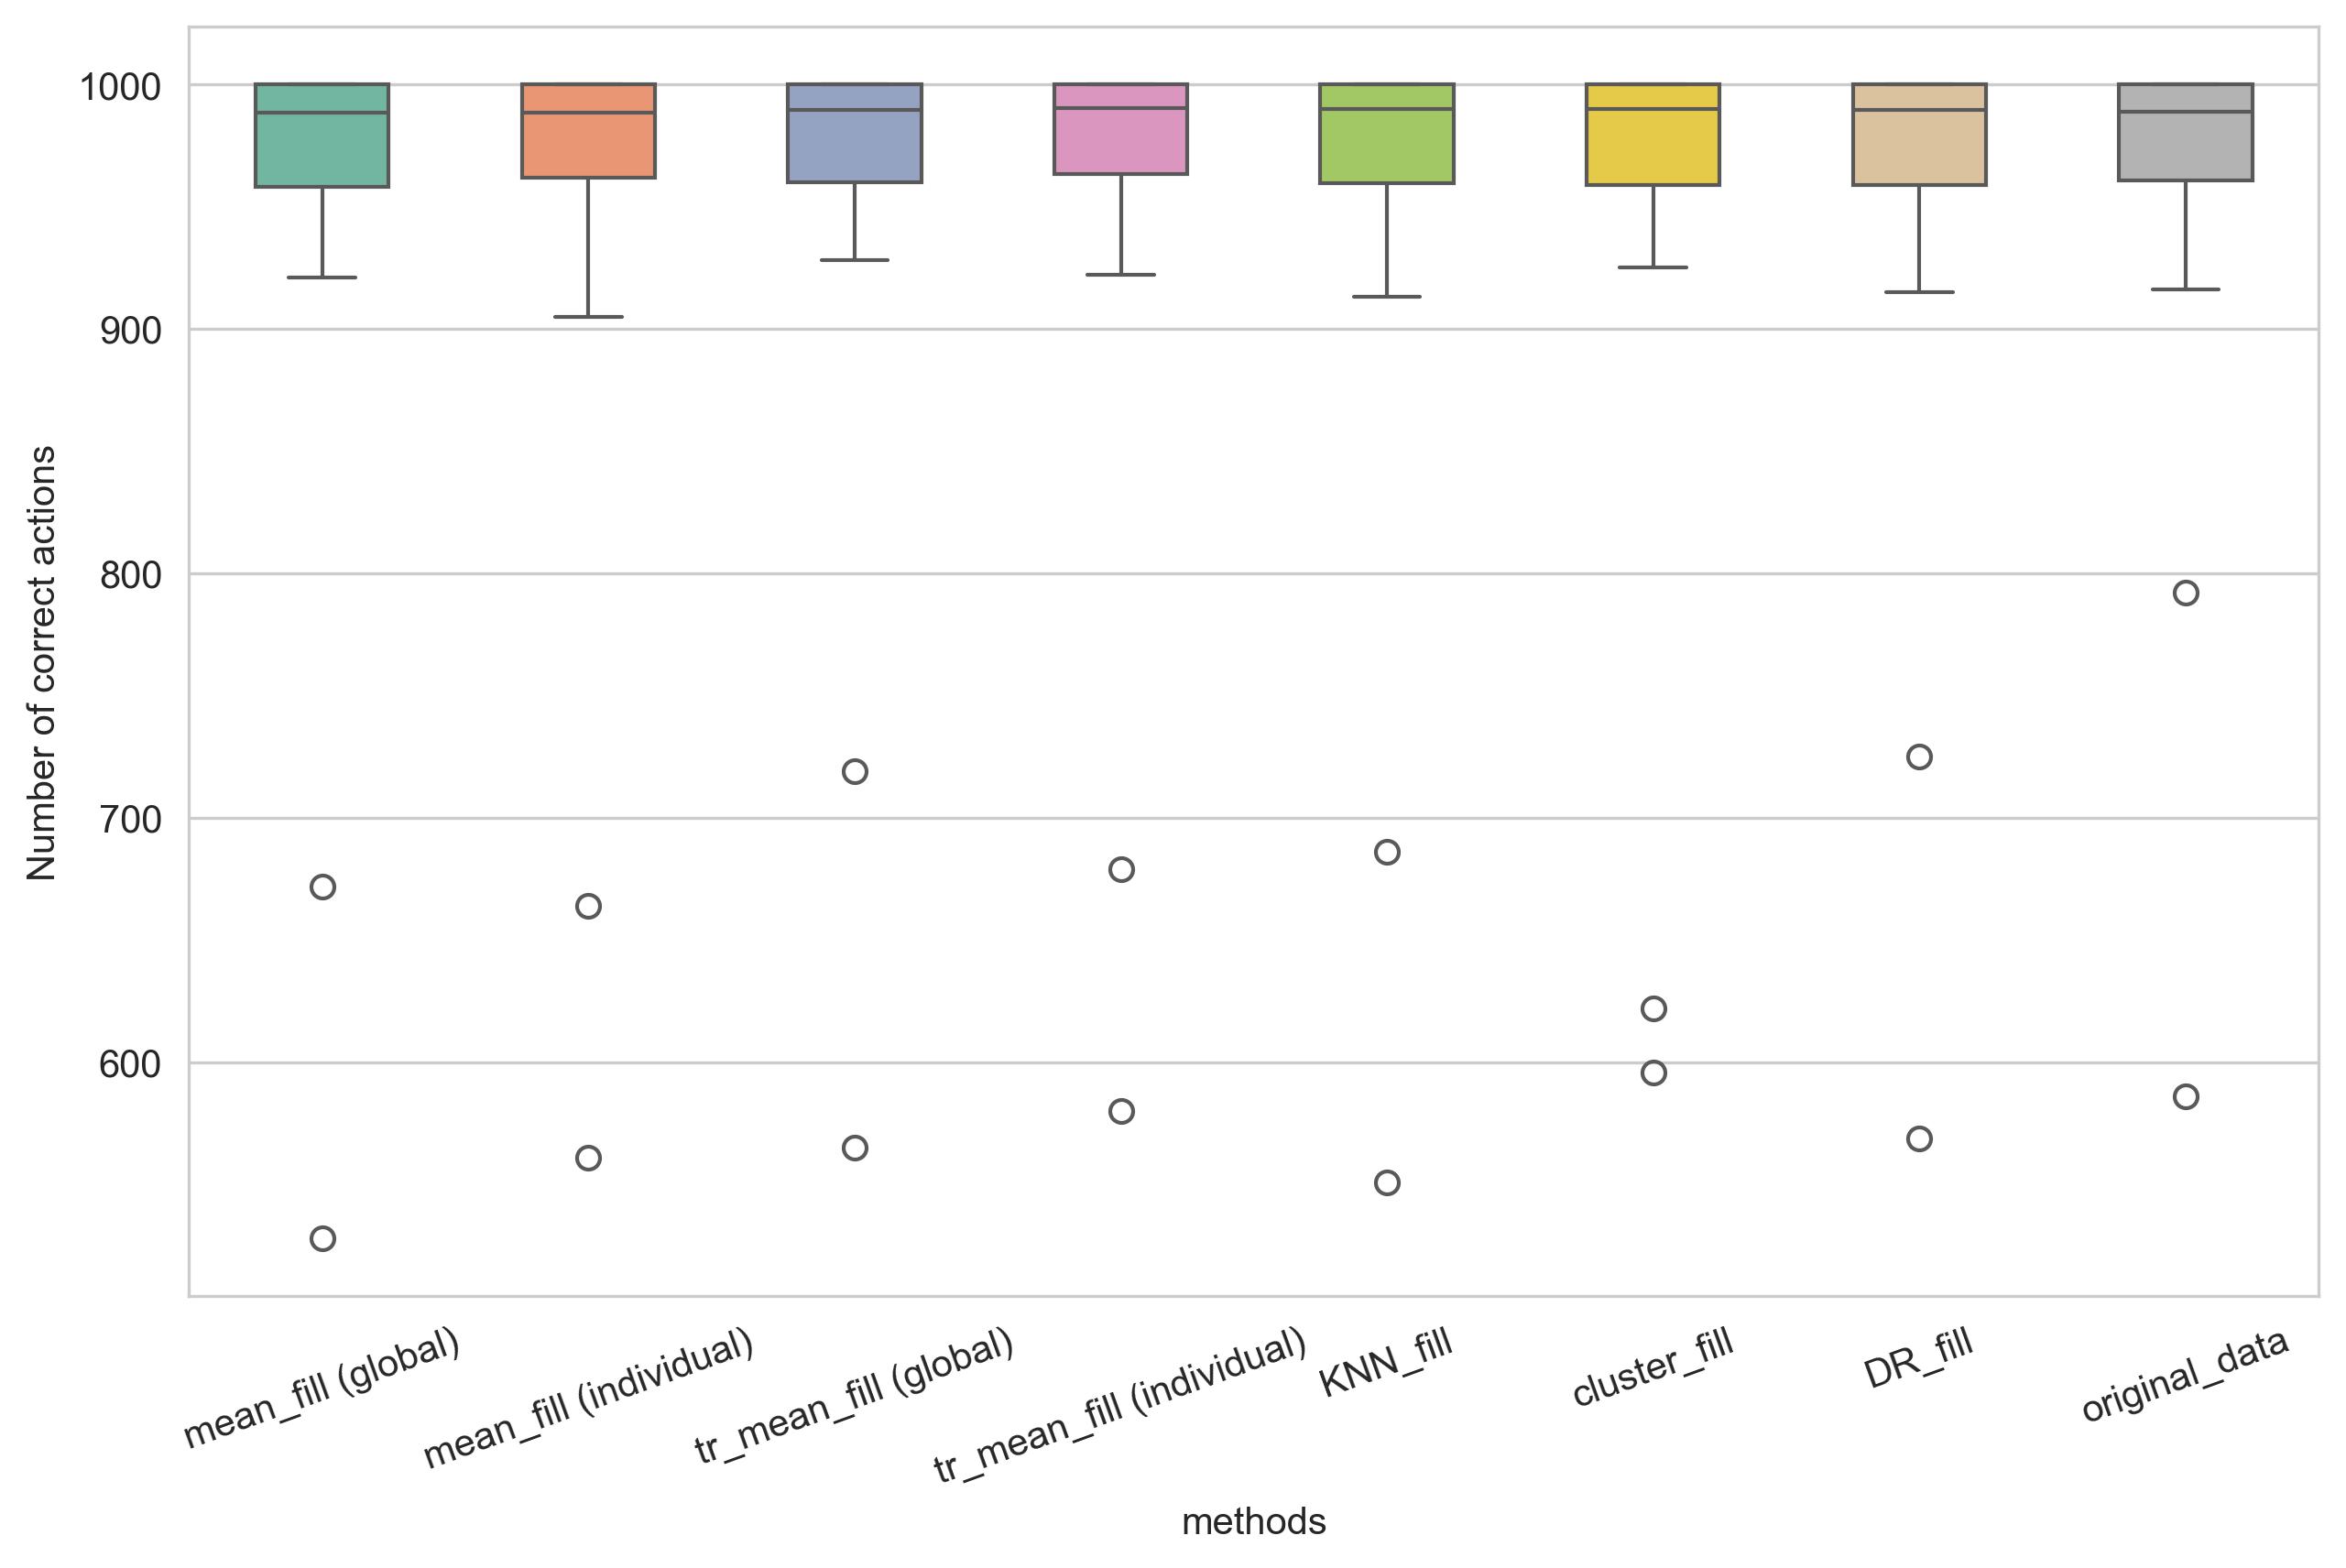 1000
900
800
700
600
Number of correct actions
mean_fill (global)
mean_fill (individual)
tr_mean_fill (global)
tr_mean_fill (individual)
KNN_fill
cluster_fill
DR_fill
original_data
methods